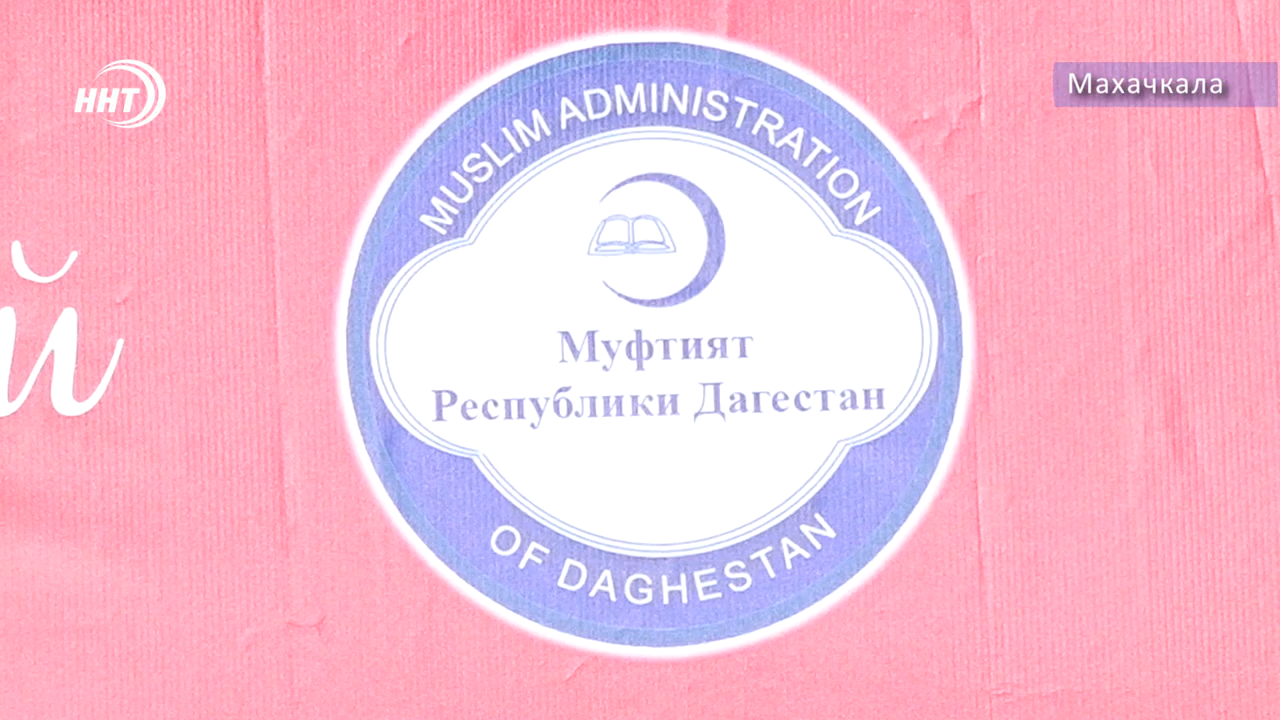 ННТ
Махачкала
MUSLIM ADMINISTRATION
Муфтият
Республики Дагестан
OF DAGHESTAN
й